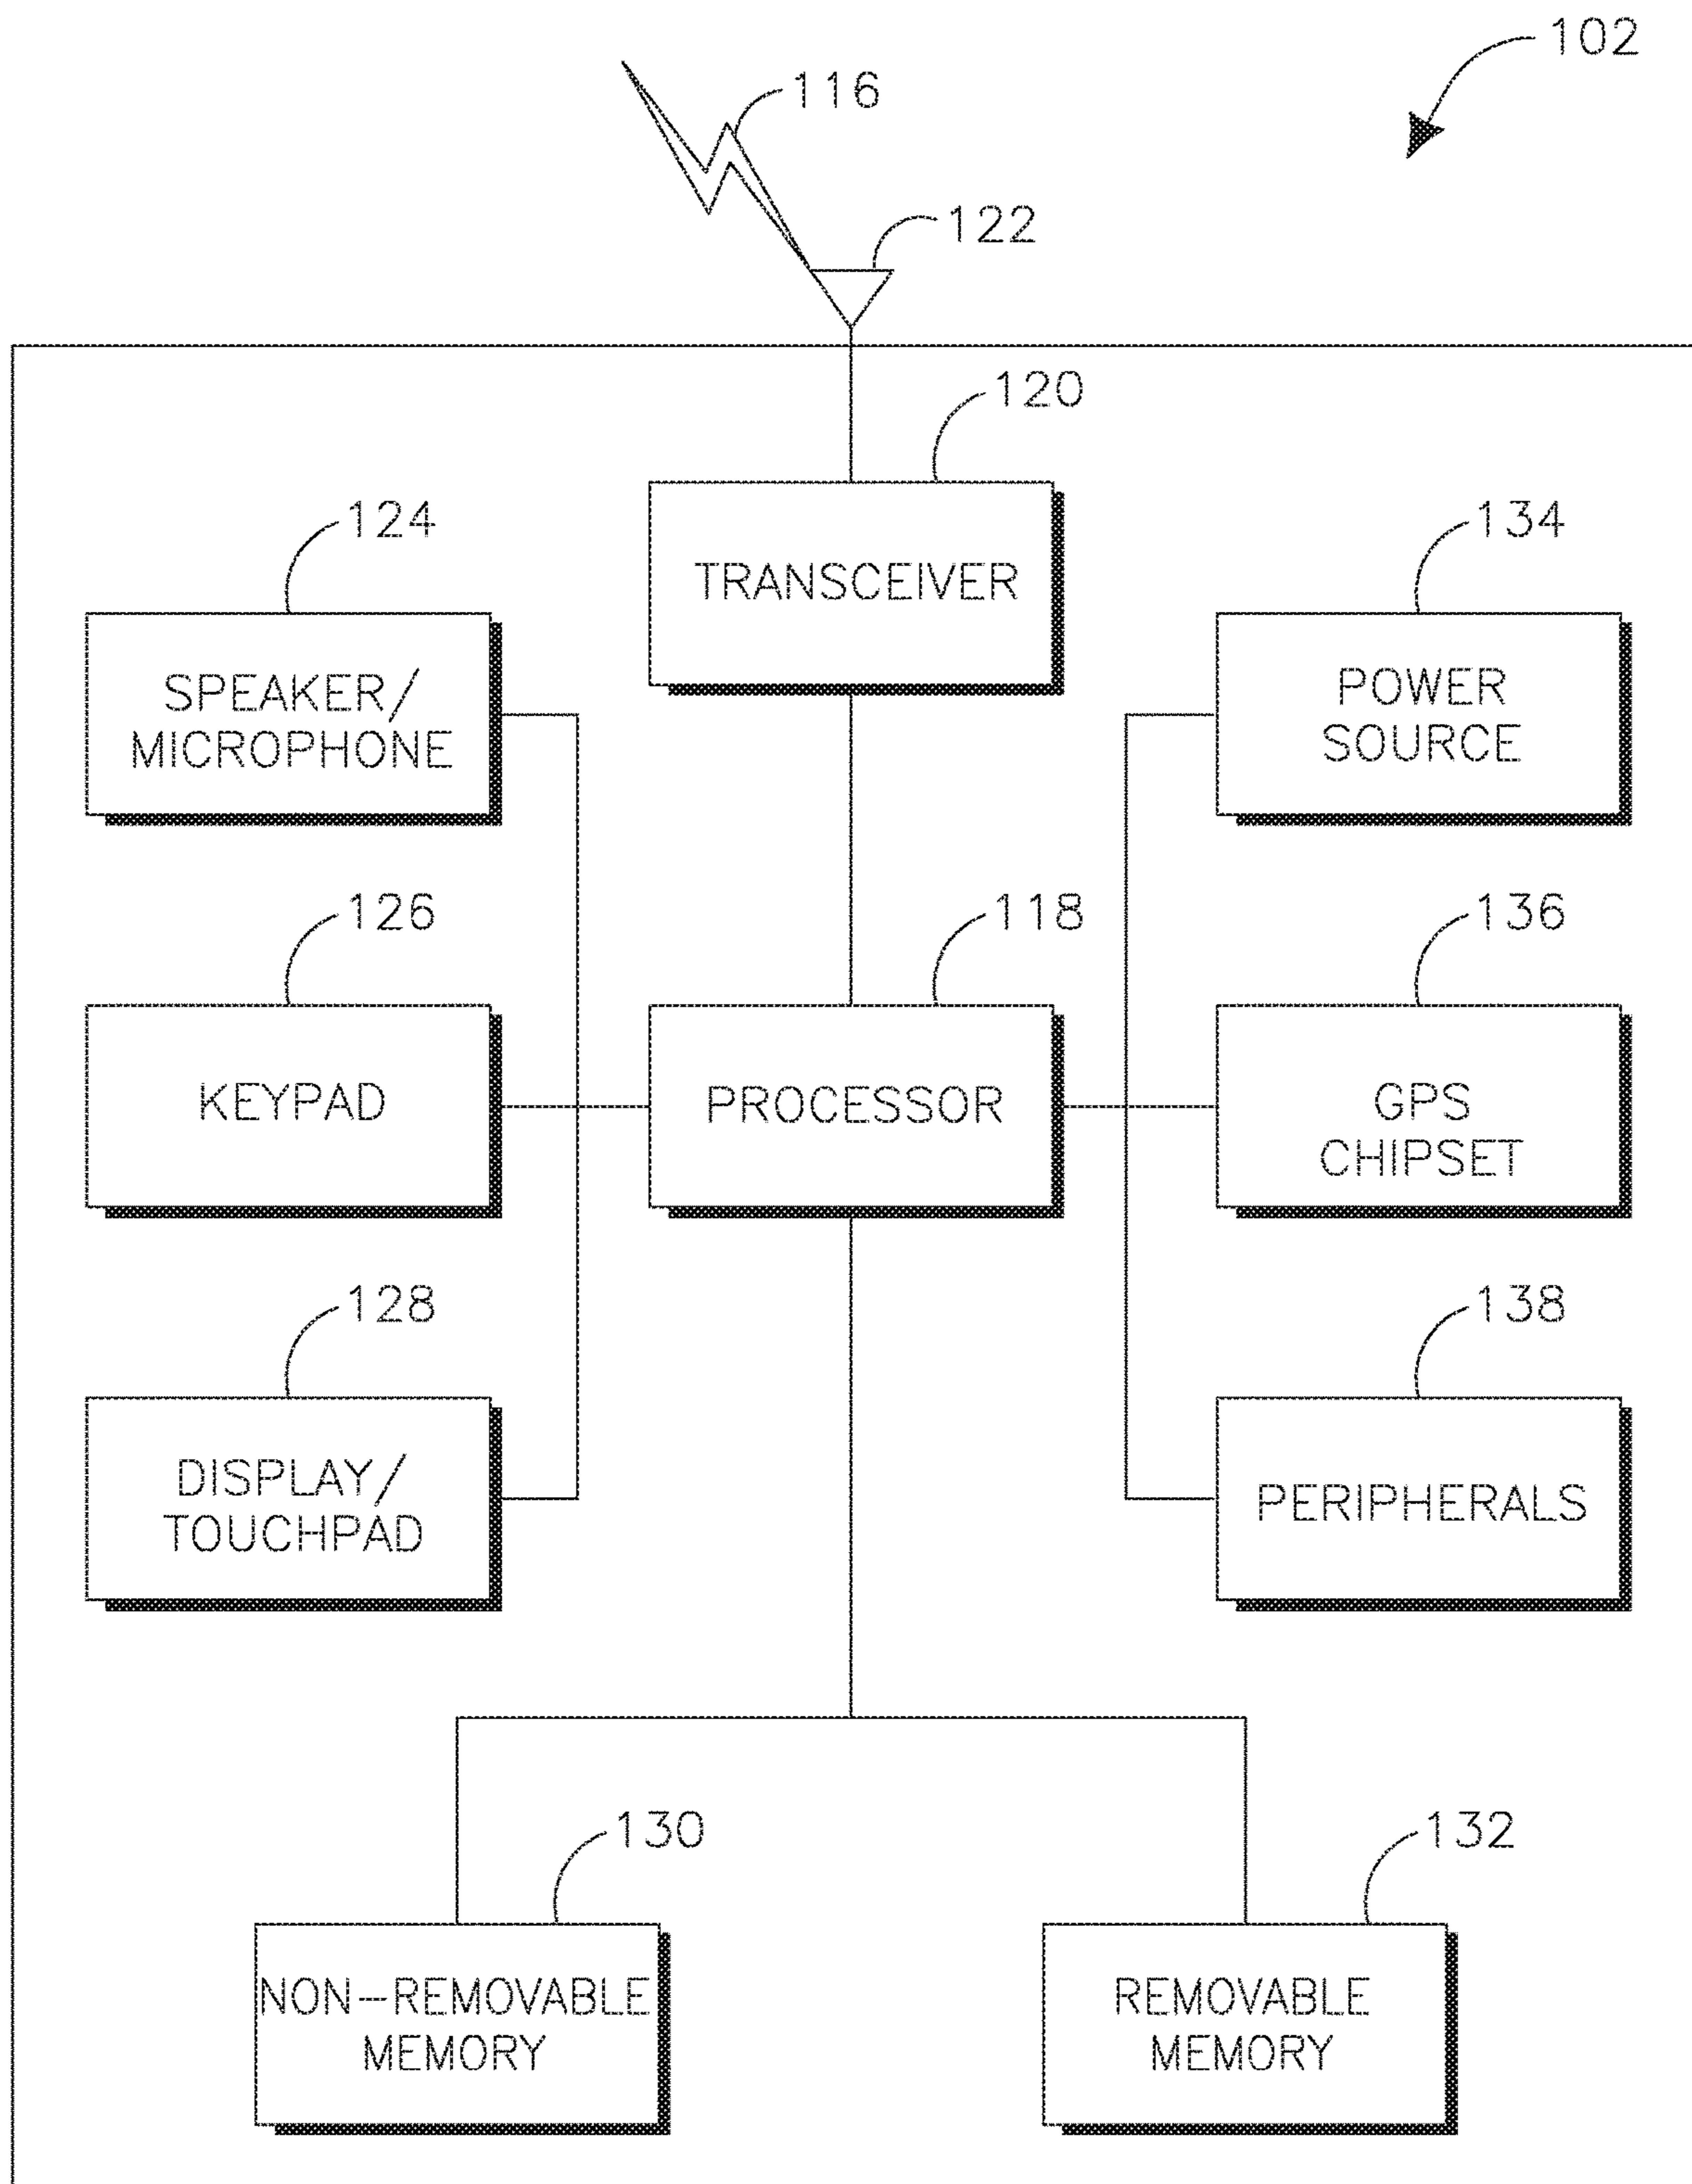 102
116
122
120
TRANSCEIVER
124
SPEAKER/
MICROPHONE
134
POWER
SOURCE
126
KEYPAD
118
PROCESSOR
136
GPS
CHIPSET
128
DISPLAY/
TOUCHPAD
138
PERIPHERALS
130
NON-REMOVABLE
MEMORY
132
REMOVABLE
MEMORY